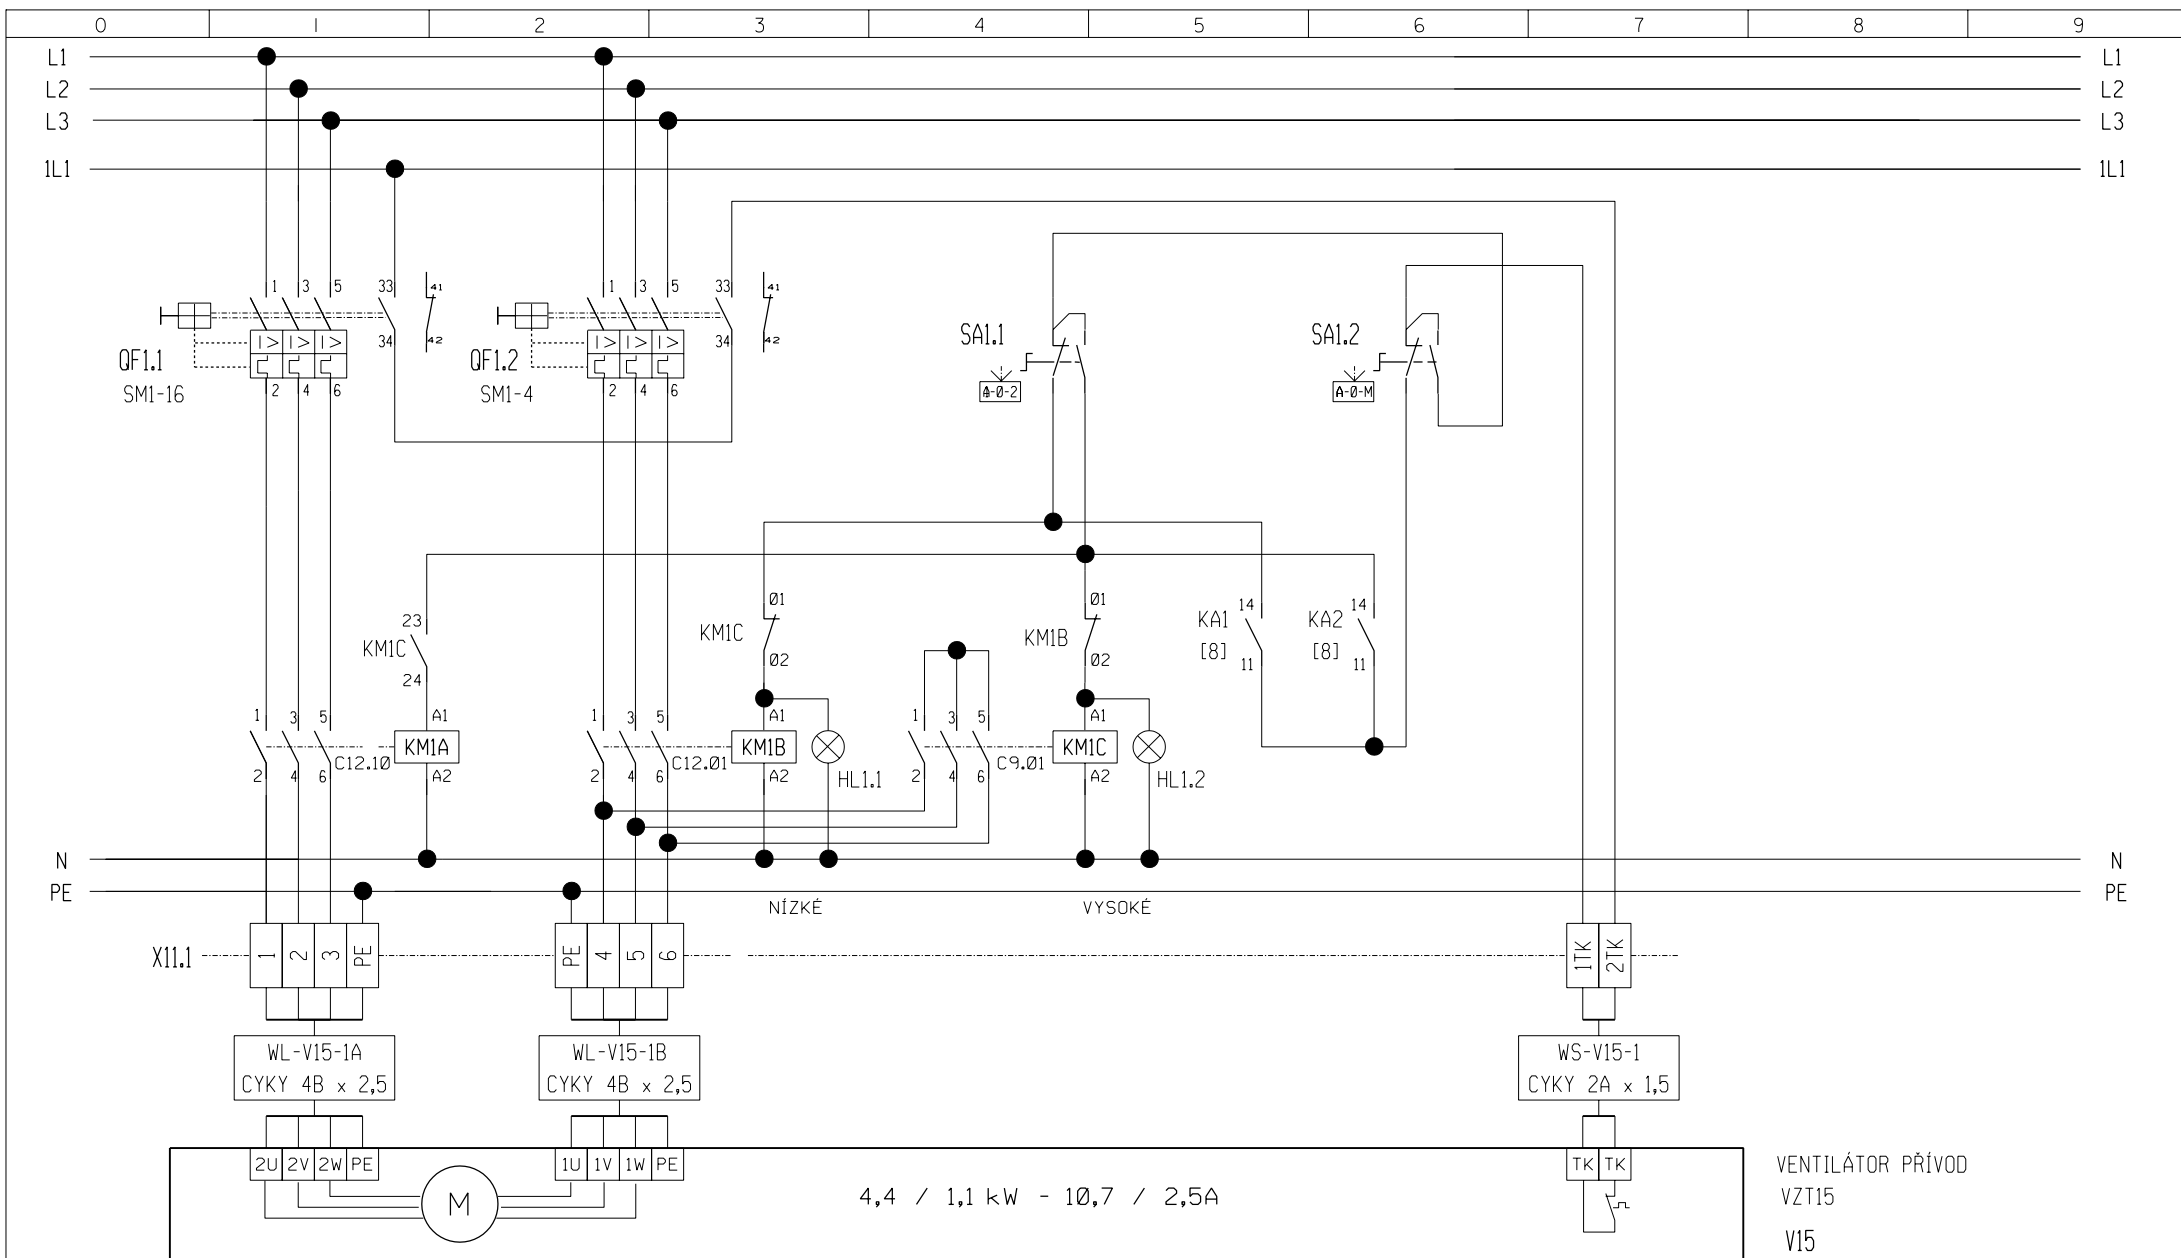 0 1 2 3 4 5 6 7 8 9
L1 L1
L2 L2
L3 L3
1L1 1L1
1 3 5 33 41 1 3 5 33 41
I> I> I> 34 42 I> I> I> 34 42
SA1.1 SA1.2
QF1.1 QF1.2
SM1-16 2 4 6 SM1-4 2 4 6
A-Ø-2 A-Ø-M
Ø1 Ø1
23 KM1C KM1B KA1 14 KA2 14
KM1C [8] [8]
24 Ø2 Ø2 11 11
1 3 5 A1 1 3 5 A1 1 3 5 A1
KM1A KM1B KM1C
2 4 6 C12.10 A2 2 4 6 C12.01 A2 HL1.1 2 4 6 C9.01 A2 HL1.2
N N
PE PE
NÍZKÉ VYSOKÉ
X11.1 1 2 3 PE PE 4 5 6 1TK 2TK
WL-V15-1A WL-V15-1B WS-V15-1
CYKY 4B x 2,5 CYKY 4B x 2,5 CYKY 2A x 1,5
2U 2V 2W PE 1U 1V 1W PE TK TK
VENTILÁTOR PŘÍVOD
M 4,4 / 1,1 kW - 1Ø,7 / 2,5A VZT15
V15